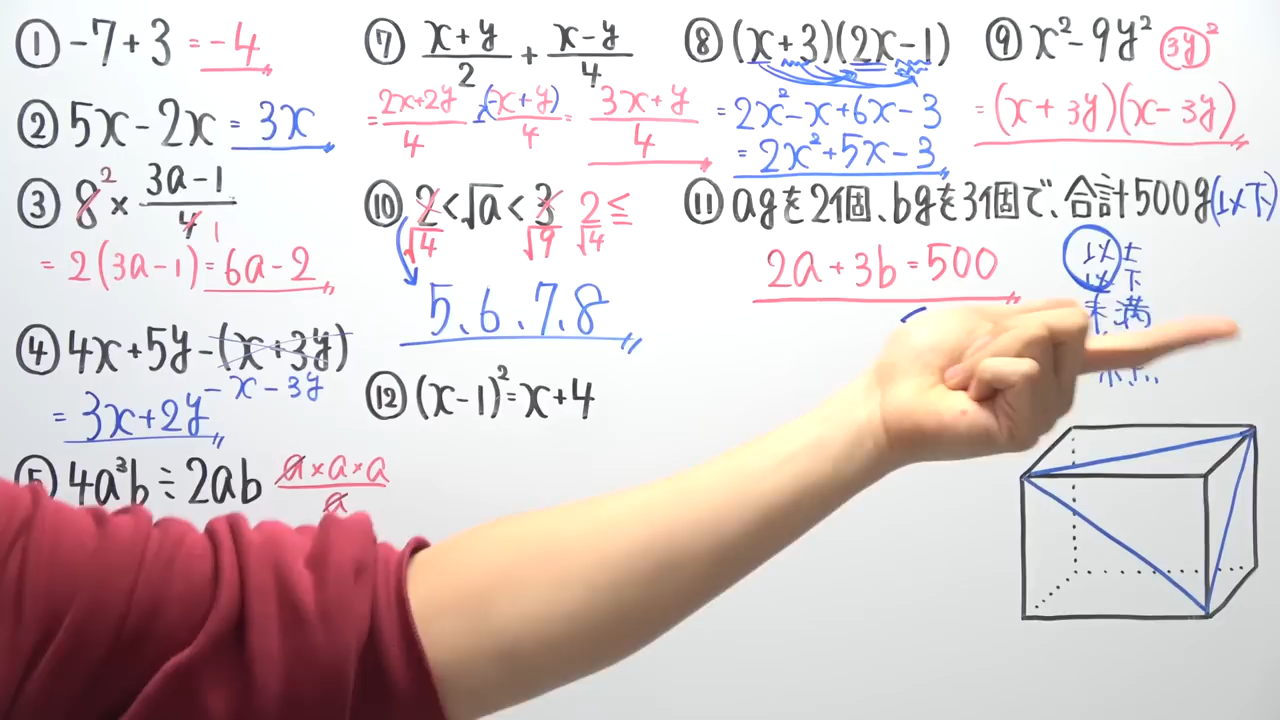 ① -7+3 = -4
② 5x-2x = 3x
③ 8² × (3a-1)/4 1
= 2(3a-1) = 6a-2
④ 4x+5y-(x+3y)
-x-3y
= 3x+2y
⑤ 4a³b÷2ab a×a×a/a
⑦ (x+y)/2 + (x-y)/4
= (2x+2y)/4 (-x+y)/4 = (3x+y)/4
⑩ 2<√a<3 2≦
√4 √9 √4
5、6、7、8
⑫ (x-1)²=x+4
⑧ (x+3)(2x-1)
= 2x²-x+6x-3
= 2x²+5x-3
⑨ x²-9y² (3y)²
= (x+3y)(x-3y)
⑪ agを2個、bgを3個で、合計500g(以下)
2a+3b=500
以上
以下
未満